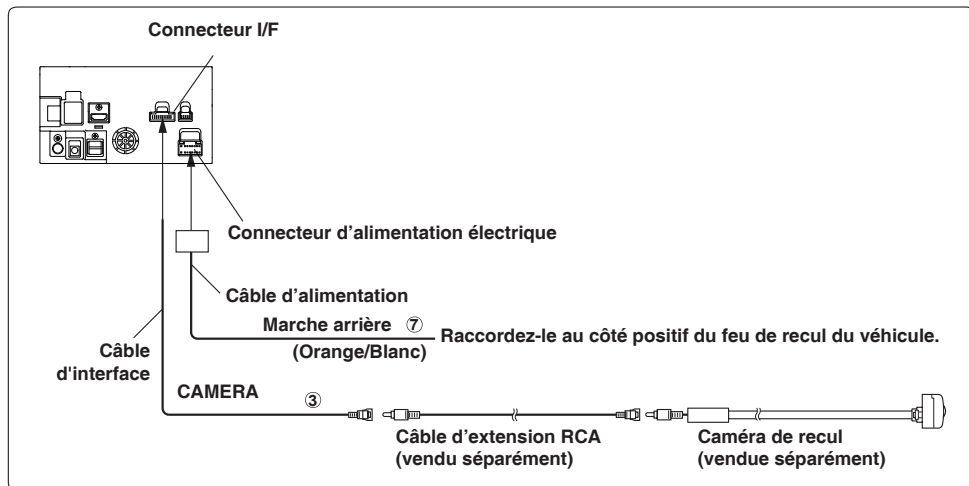 Connecteur I/F
Connecteur d’alimentation électrique
Câble d’alimentation
Marche arrière ⑦
(Orange/Blanc)
Raccordez-le au côté positif du feu de recul du véhicule.
Câble
d'interface
CAMERA
③
Câble d’extension RCA
(vendu séparément)
Caméra de recul
(vendue séparément)